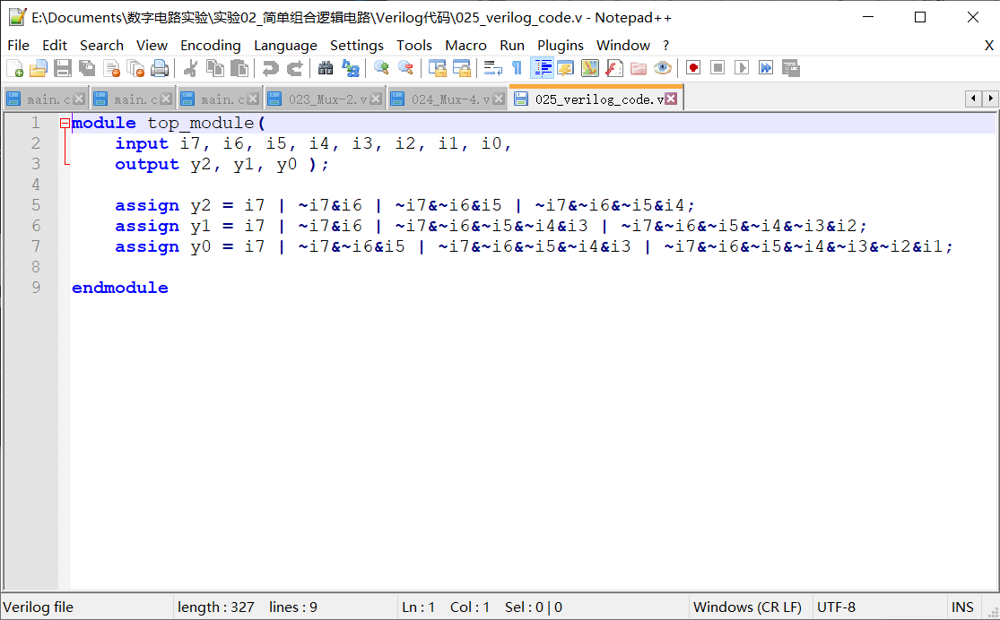 E:\Documents\数字电路实验\实验02_简单组合逻辑电路\Verilog代码\025_verilog_code.v - Notepad++
File Edit Search View Encoding Language Settings Tools Macro Run Plugins Window ? X
main.c main.c main.c 023_Mux-2.v 024_Mux-4.v 025_verilog_code.v
1 module top_module(
2 input i7, i6, i5, i4, i3, i2, i1, i0,
3 output y2, y1, y0 );
4
5 assign y2 = i7 | ~i7&i6 | ~i7&~i6&i5 | ~i7&~i6&~i5&i4;
6 assign y1 = i7 | ~i7&i6 | ~i7&~i6&~i5&~i4&i3 | ~i7&~i6&~i5&~i4&~i3&i2;
7 assign y0 = i7 | ~i7&~i6&i5 | ~i7&~i6&~i5&~i4&i3 | ~i7&~i6&~i5&~i4&~i3&~i2&i1;
8
9 endmodule
Verilog file length : 327 lines : 9 Ln : 1 Col : 1 Sel : 0 | 0 Windows (CR LF) UTF-8 INS